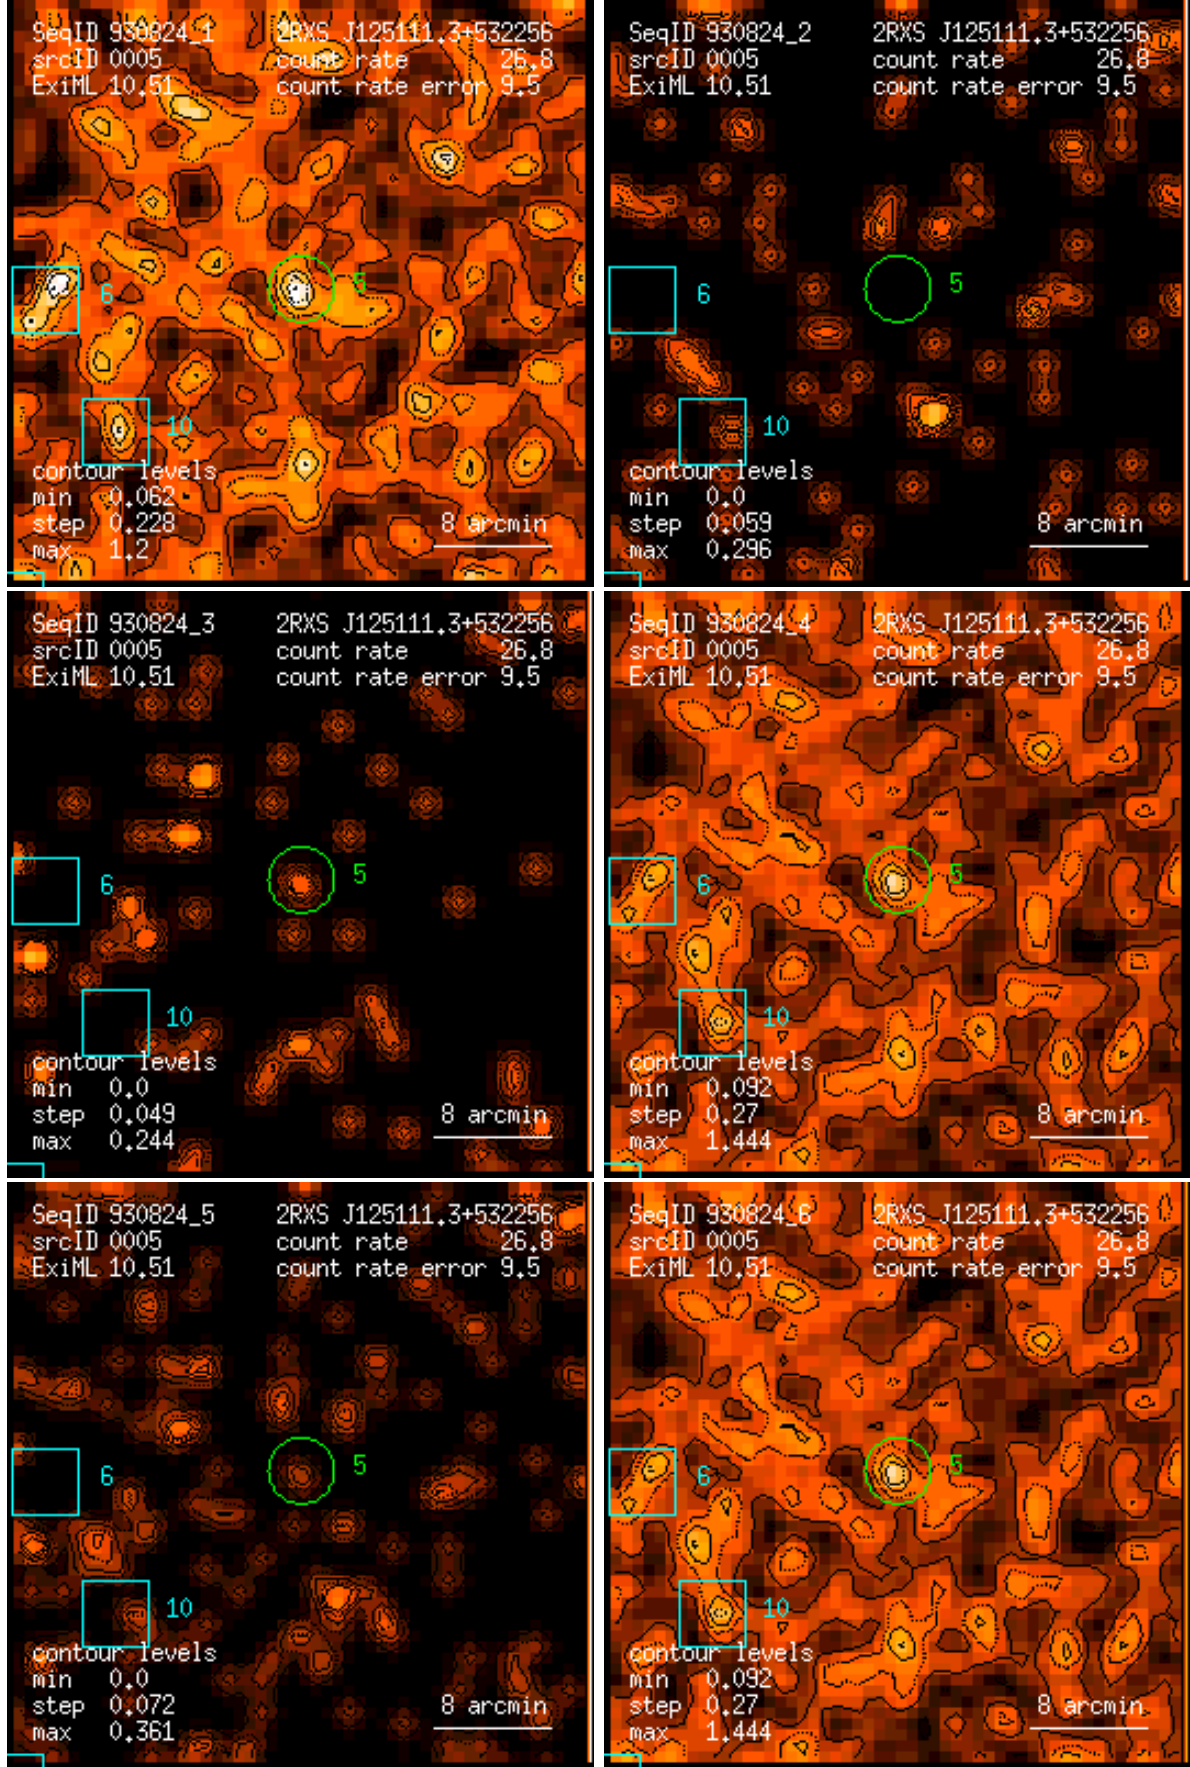 SeqID 930824_1 2RXS J125111.3+532256
srcID 0005 count rate 26.8
ExiML 10.51 count rate error 9.5
5
6
10
contour levels
min 0.062
step 0.228
max 1.2
8 arcmin
SeqID 930824_2 2RXS J125111.3+532256
srcID 0005 count rate 26.8
ExiML 10.51 count rate error 9.5
5
6
10
contour levels
min 0.0
step 0.059
max 0.296
8 arcmin
SeqID 930824_3 2RXS J125111.3+532256
srcID 0005 count rate 26.8
ExiML 10.51 count rate error 9.5
5
6
10
contour levels
min 0.0
step 0.049
max 0.244
8 arcmin
SeqID 930824_4 2RXS J125111.3+532256
srcID 0005 count rate 26.8
ExiML 10.51 count rate error 9.5
5
6
10
contour levels
min 0.092
step 0.27
max 1.444
8 arcmin
SeqID 930824_5 2RXS J125111.3+532256
srcID 0005 count rate 26.8
ExiML 10.51 count rate error 9.5
5
6
10
contour levels
min 0.0
step 0.072
max 0.361
8 arcmin
SeqID 930824_6 2RXS J125111.3+532256
srcID 0005 count rate 26.8
ExiML 10.51 count rate error 9.5
5
6
10
contour levels
min 0.092
step 0.27
max 1.444
8 arcmin